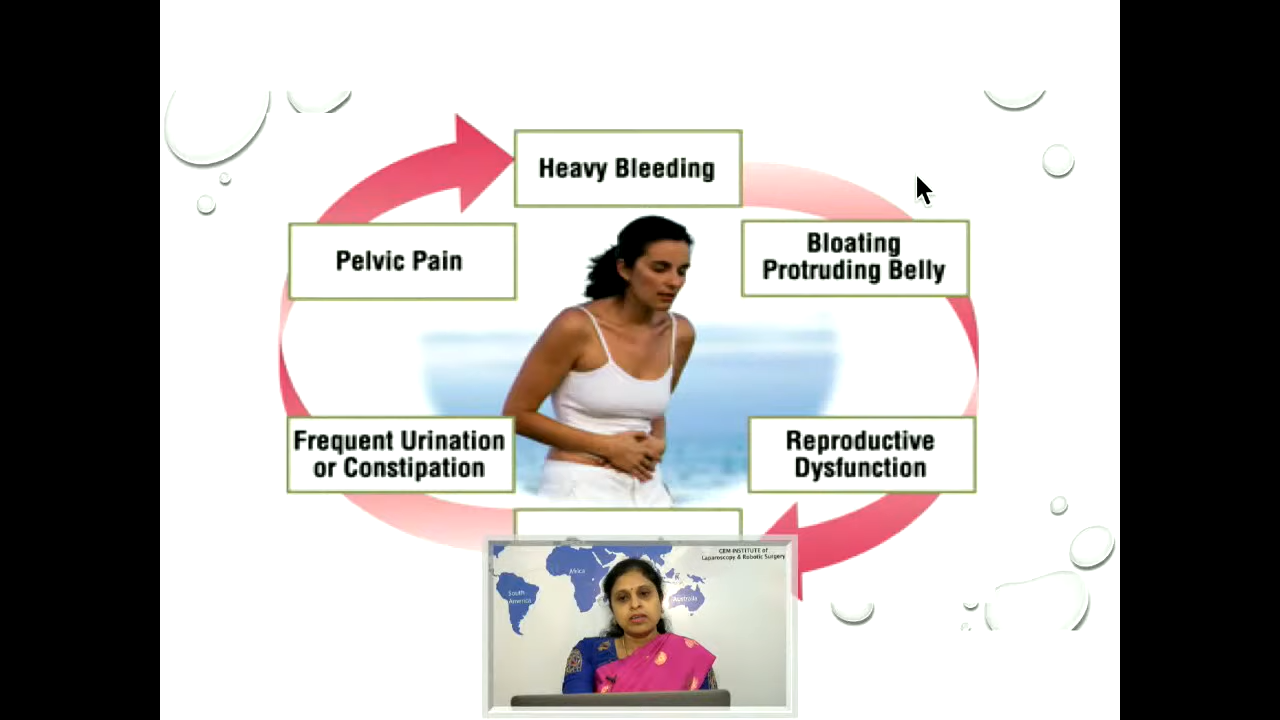 Heavy Bleeding
Pelvic Pain
Bloating
Protruding Belly
Frequent Urination
or Constipation
Reproductive
Dysfunction
GEM INSTITUTE of
Laparoscopy & Robotic Surgery
Africa
South
America
Australia